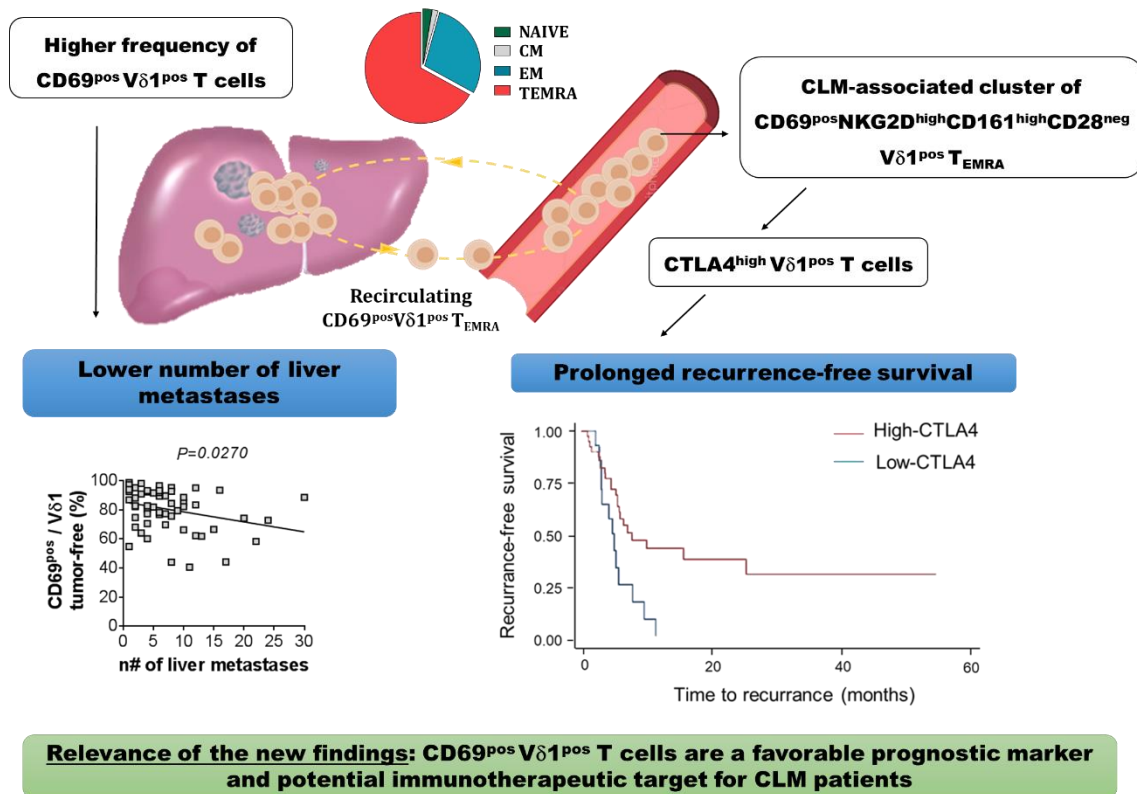 Higher frequency of
CD69pos Vδ1pos T cells
NAIVE
CM
EM
TEMRA
CLM-associated cluster of
CD69posNKG2DhighCD161highCD28neg
Vδ1pos TEMRA
CTLA4high Vδ1pos T cells
Recirculating
CD69posVδ1pos TEMRA
Lower number of liver
metastases
Prolonged recurrence-free survival
P=0.0270
CD69pos / Vδ1
tumor-free (%)
100
80
60
40
20
0
0 5 10 15 20 25 30
n# of liver metastases
High-CTLA4
Low-CTLA4
Recurrance-free survival
1.00
0.75
0.50
0.25
0.00
0 20 40 60
Time to recurrance (months)
Relevance of the new findings: CD69pos Vδ1pos T cells are a favorable prognostic marker
and potential immunotherapeutic target for CLM patients